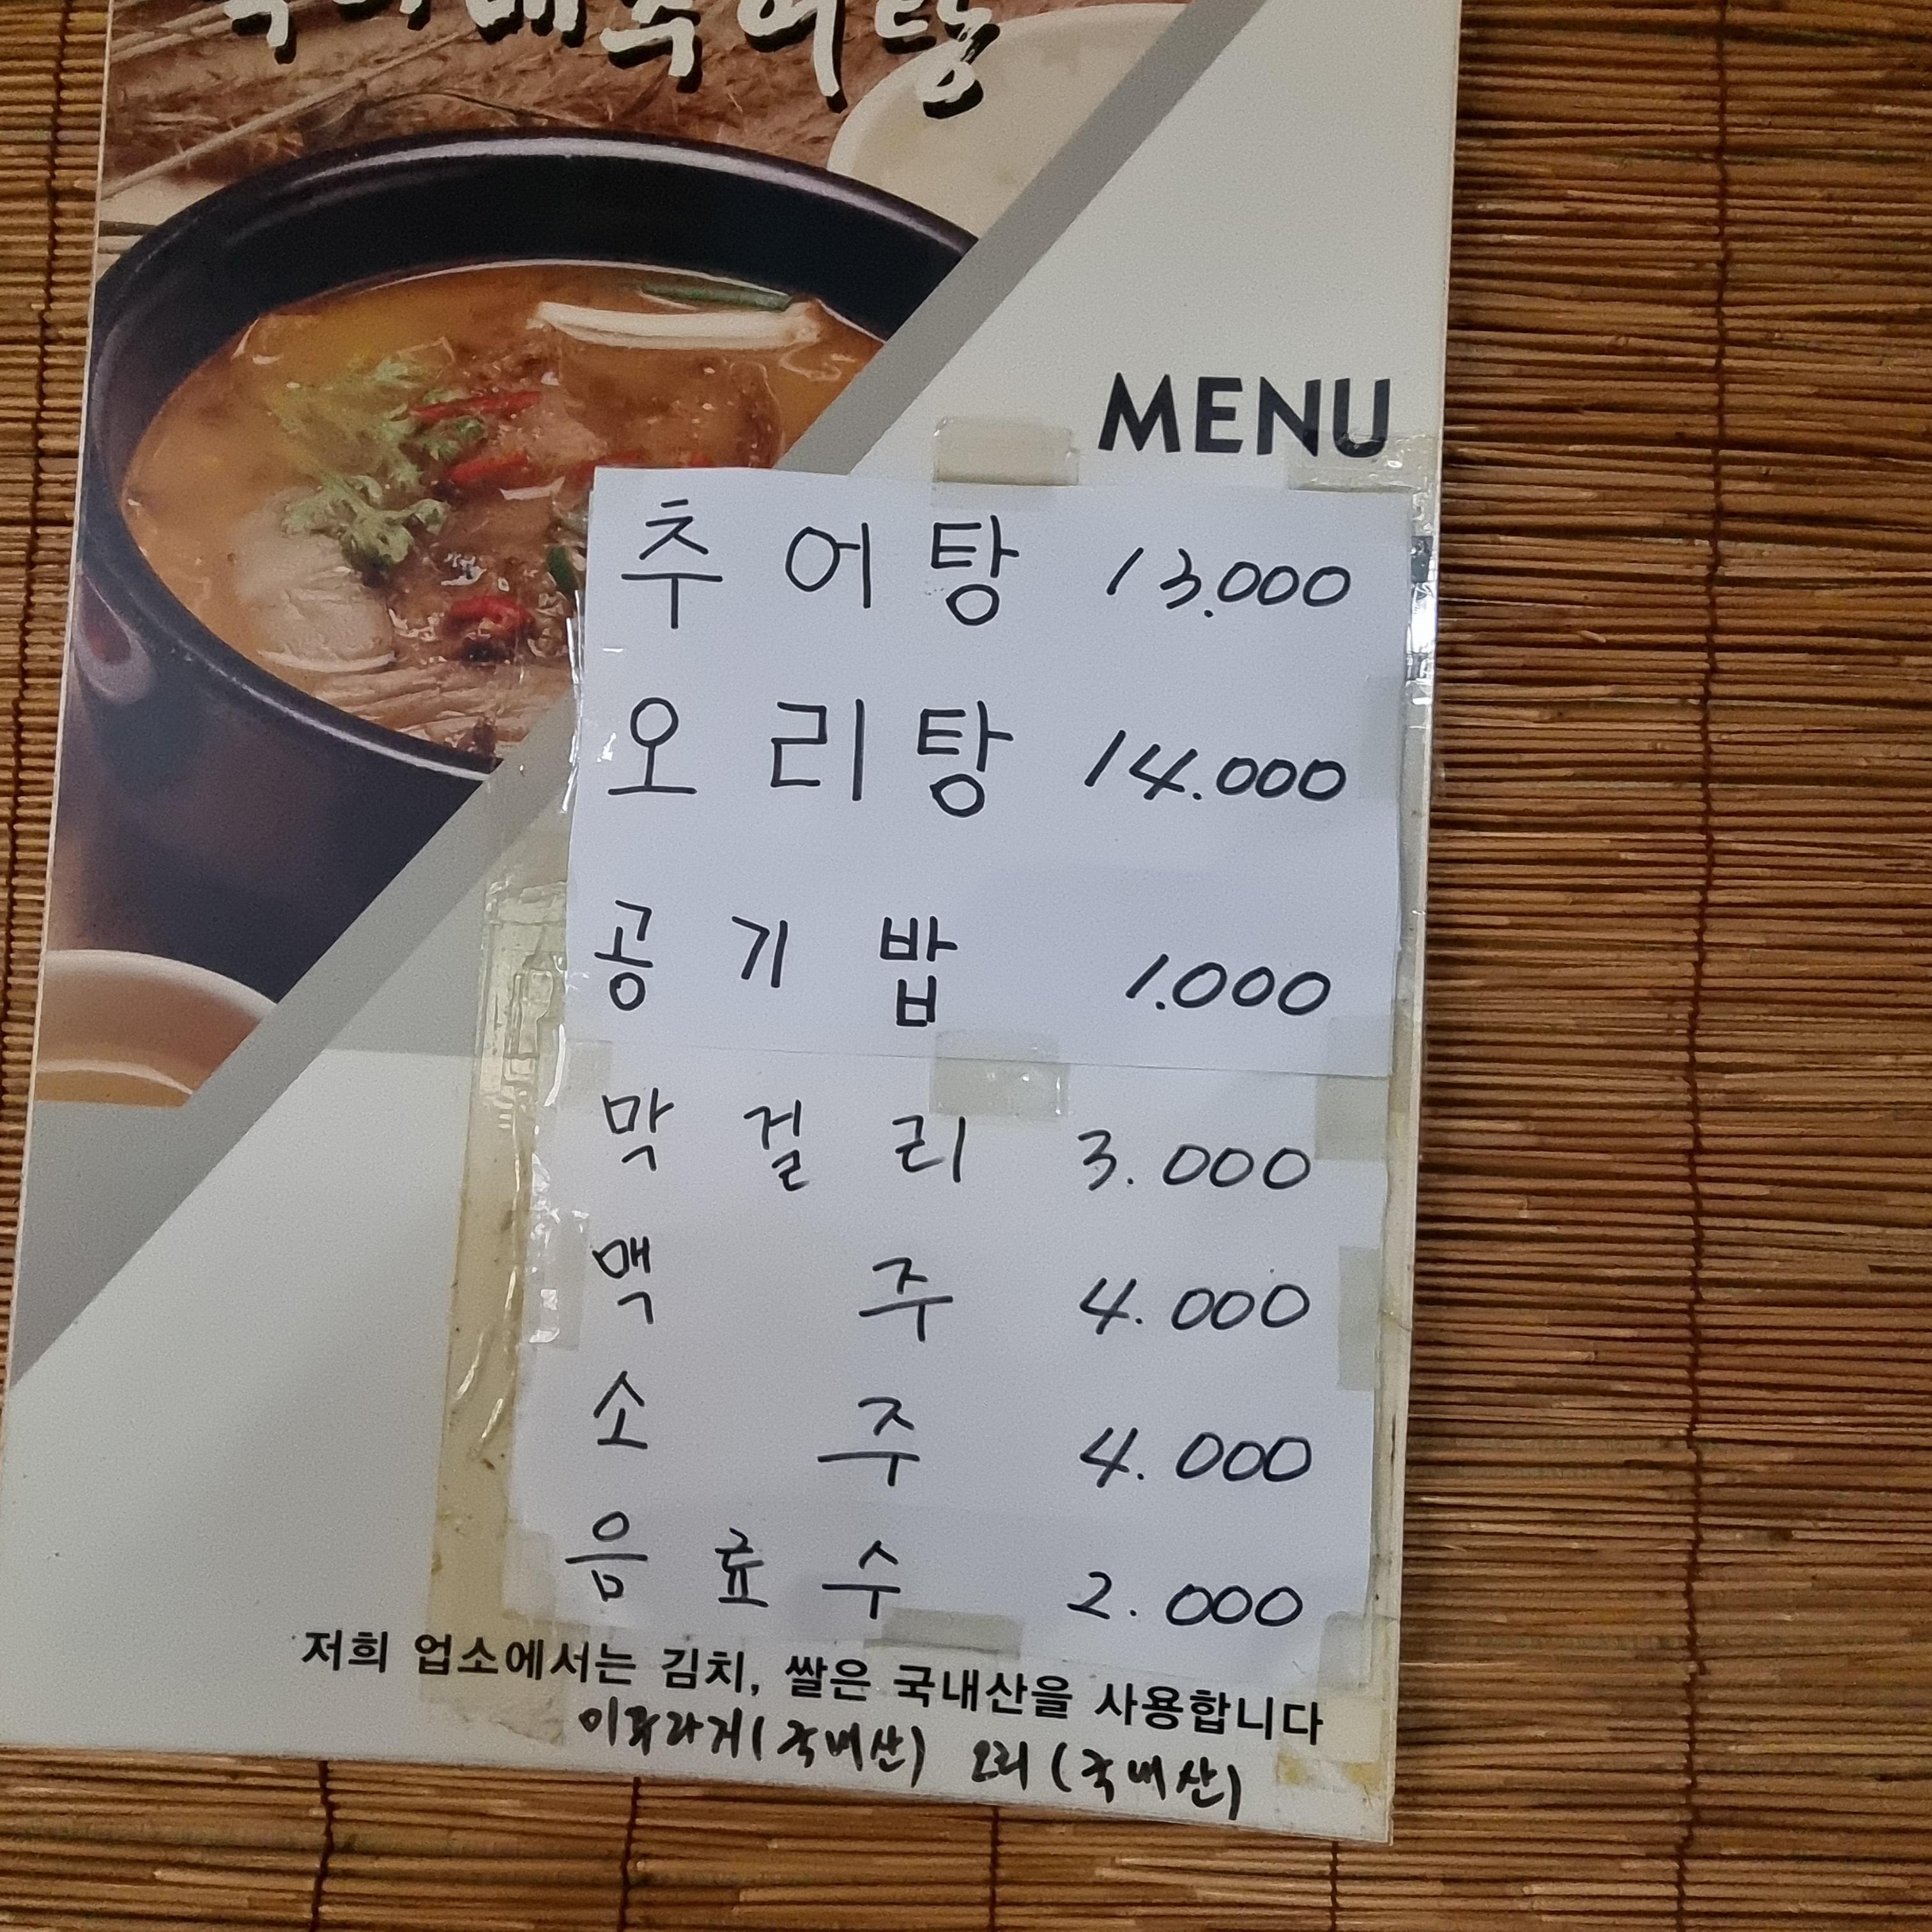 추어탕
MENU
추어탕 13.000
오리탕 14.000
공기밥 1.000
막걸리 3.000
맥주 4.000
소주 4.000
음료수 2.000
저희 업소에서는 김치, 쌀은 국내산을 사용합니다
미꾸라지(국내산) 오리(국내산)